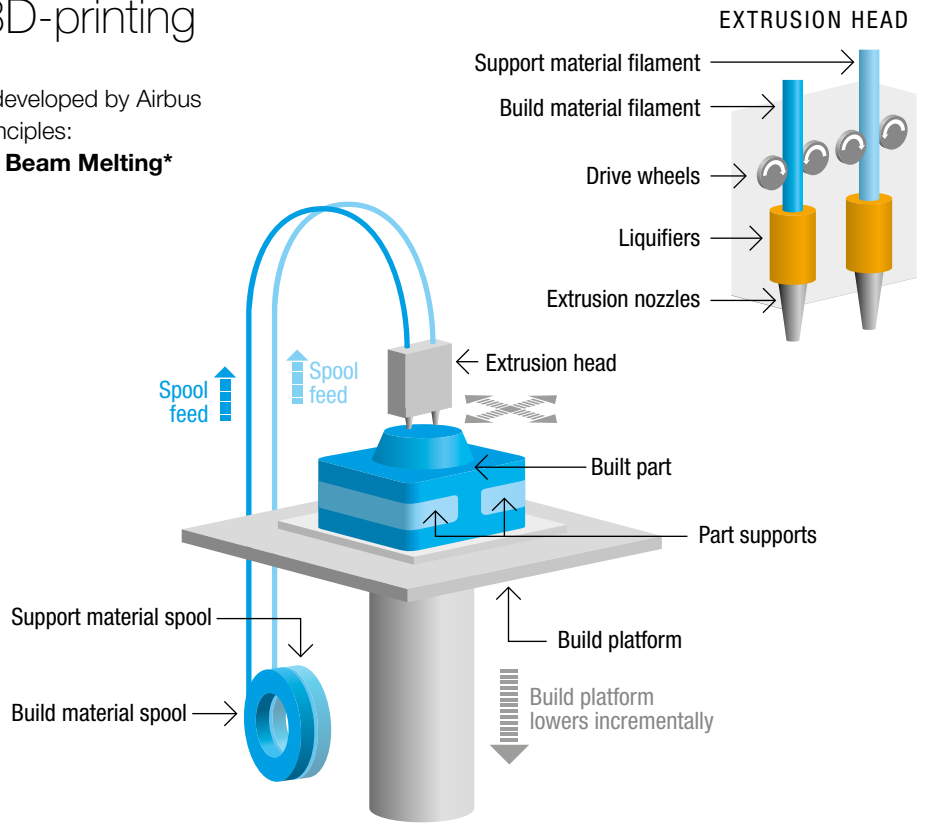 3D-printing
developed by Airbus
Beam Melting*
EXTRUSION HEAD
Support material filament
Build material filament
Drive wheels
Liquifiers
Extrusion nozzles
Extrusion head
Spool
feed
Spool
feed
Built part
Part supports
Support material spool
Build platform
Build material spool
Build platform
lowers incrementally